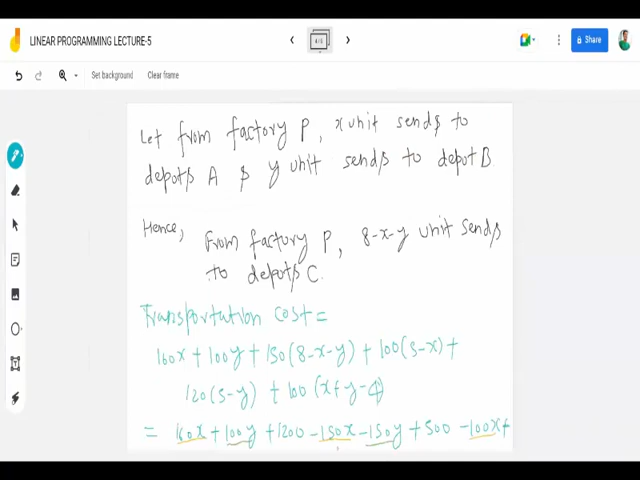 LINEAR PROGRAMMING LECTURE-5
4/5
Share
Set background
Clear frame
Let from factory P, x unit sends to
depots A & y unit sends to depot B
Hence,
From factory P, 8-x-y unit sends
to depots C.
Transportation cost =
160x + 100y + 150(8-x-y) + 100(5-x) +
120(5-y) + 100(x+y-4)
= 160x + 100y + 1200 - 150x - 150y + 500 - 100x +